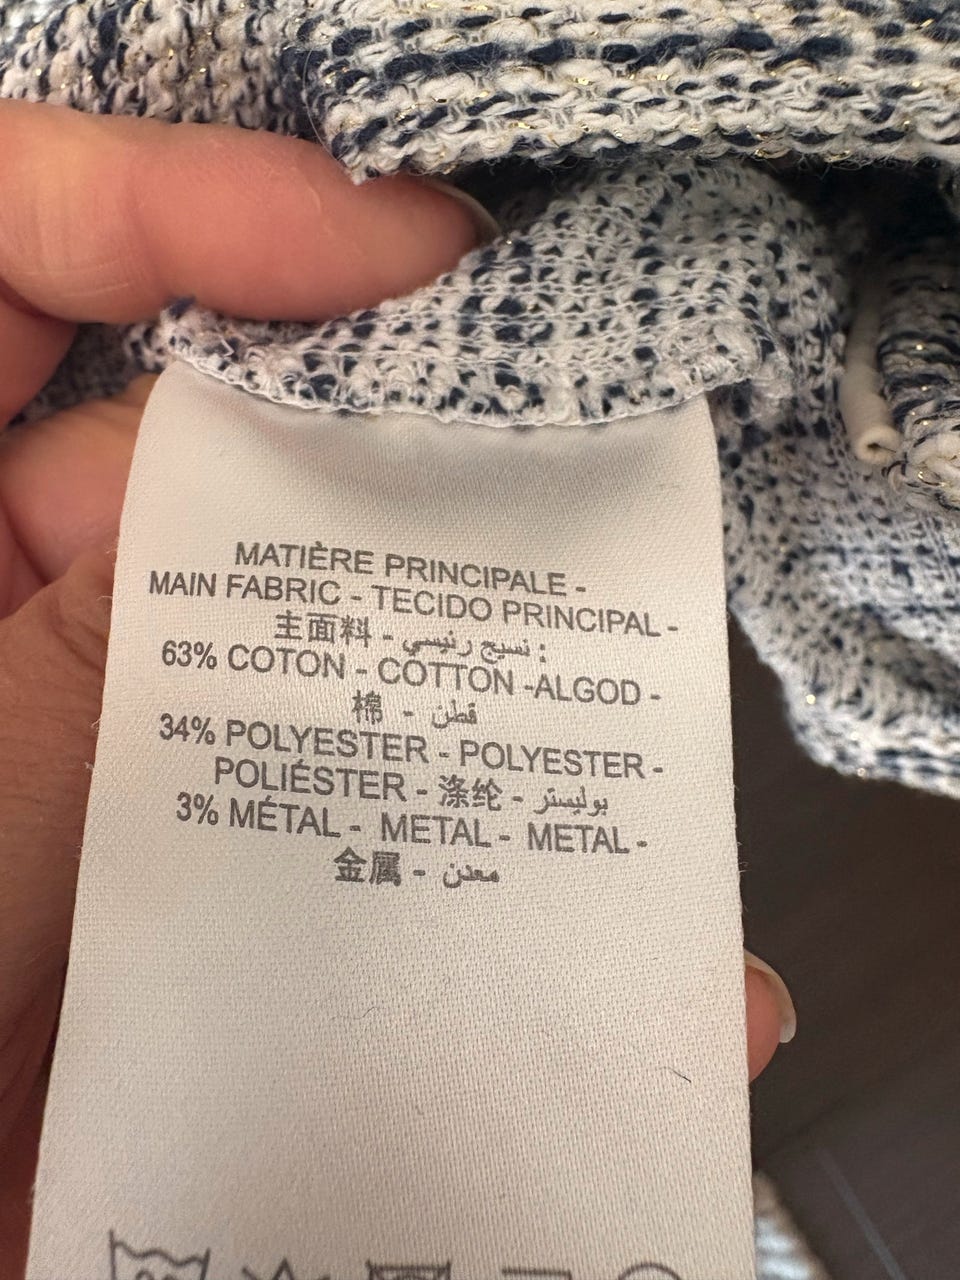 MATIÈRE PRINCIPALE -
MAIN FABRIC - TECIDO PRINCIPAL -
主面料 - نسيج رئيسي :
63% COTON - COTTON -ALGOD -
棉 - قطن
34% POLYESTER - POLYESTER -
POLIÉSTER - 涤纶 - بوليستر
3% MÉTAL - METAL - METAL -
金属 - معدن